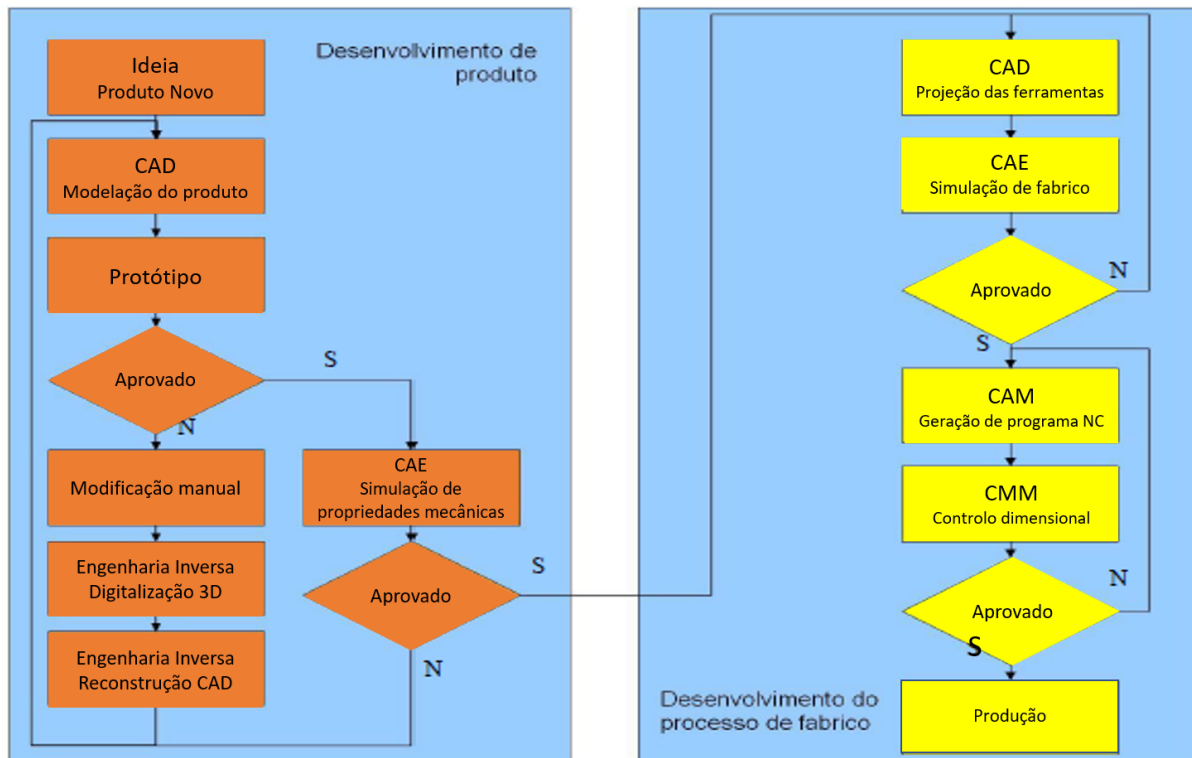 Desenvolvimento de
produto
Ideia
Produto Novo
CAD
Modelação do produto
Protótipo
Aprovado
S
N
Modificação manual
Engenharia Inversa
Digitalização 3D
Engenharia Inversa
Reconstrução CAD
CAE
Simulação de
propriedades mecânicas
Aprovado
S
N
CAD
Projeção das ferramentas
CAE
Simulação de fabrico
Aprovado
N
S
CAM
Geração de programa NC
CMM
Controlo dimensional
Aprovado
N
S
Produção
Desenvolvimento do
processo de fabrico